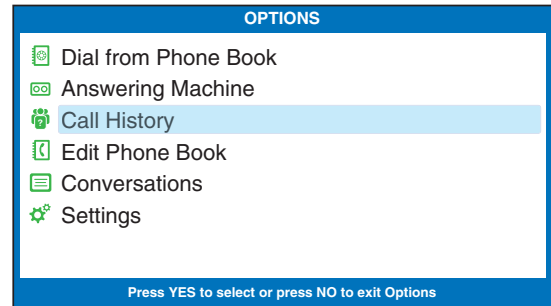 OPTIONS
Dial from Phone Book
Answering Machine
Call History
Edit Phone Book
Conversations
Settings
Press YES to select or press NO to exit Options